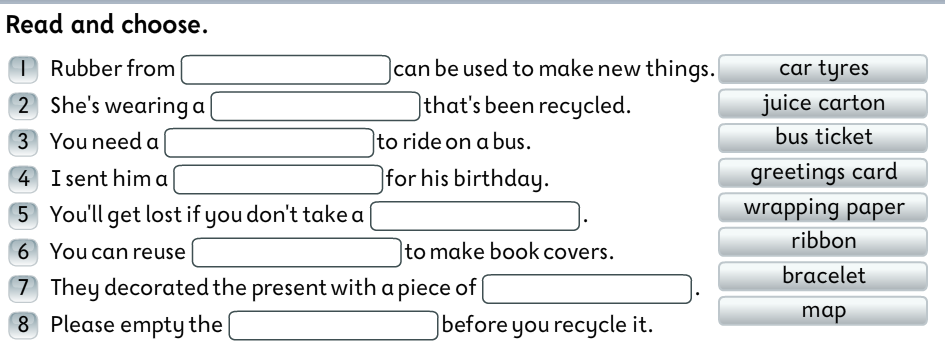 Read and choose.
1 Rubber from can be used to make new things. car tyres
2 She's wearing a that's been recycled. juice carton
3 You need a to ride on a bus. bus ticket
4 I sent him a for his birthday. greetings card
5 You'll get lost if you don't take a . wrapping paper
6 You can reuse to make book covers. ribbon
7 They decorated the present with a piece of . bracelet
8 Please empty the before you recycle it. map